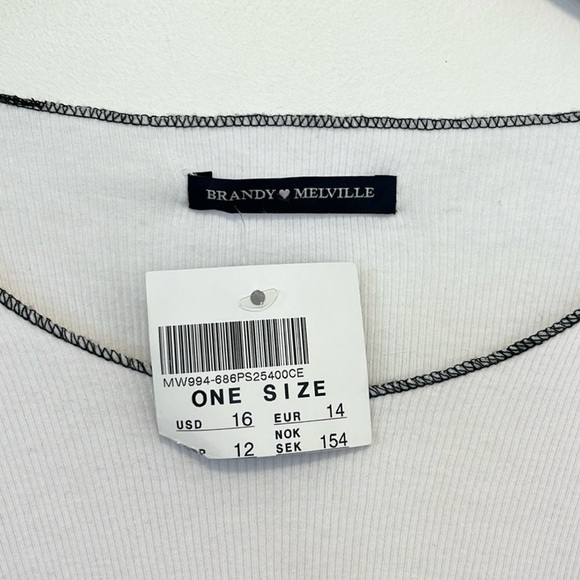 BRANDY♥MELVILLE
MW994-686PS25400CE
ONE SIZE
USD 16 EUR 14
12 NOK SEK 154